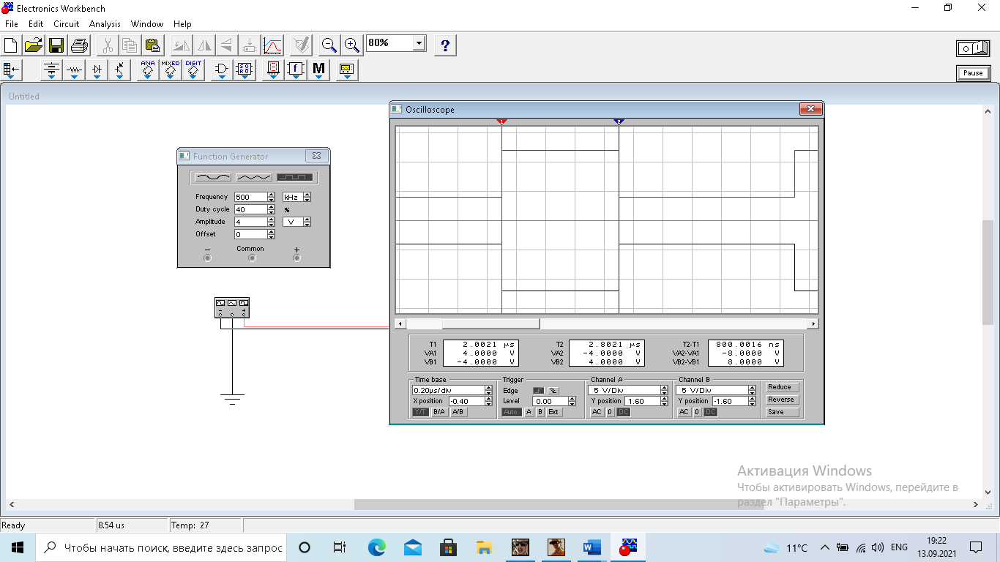 Electronics Workbench
File Edit Circuit Analysis Window Help
80% ?
ANA MIXED DIGIT
f M
Pause
Untitled
Oscilloscope
1 2
Function Generator
Frequency 500 kHz
Duty cycle 40 %
Amplitude 4 V
Offset 0
− Common +
T1 2.0021 µs
VA1 4.0000 V
VB1 -4.0000 V
T2 2.8021 µs
VA2 -4.0000 V
VB2 4.0000 V
T2-T1 800.0016 ns
VA2-VA1 -8.0000 V
VB2-VB1 8.0000 V
Time base
0.20µs/div
X position -0.40
Y/T B/A A/B
Trigger
Edge
Level 0.00
Auto A B Ext
Channel A
5 V/Div
Y position 1.60
AC 0 DC
Channel B
5 V/Div
Y position -1.60
AC 0 DC
Reduce
Reverse
Save
Активация Windows
Чтобы активировать Windows, перейдите в
раздел "Параметры".
Ready 8.54 us Temp: 27
Чтобы начать поиск, введите здесь запрос
11°C
ENG
19:22
13.09.2021